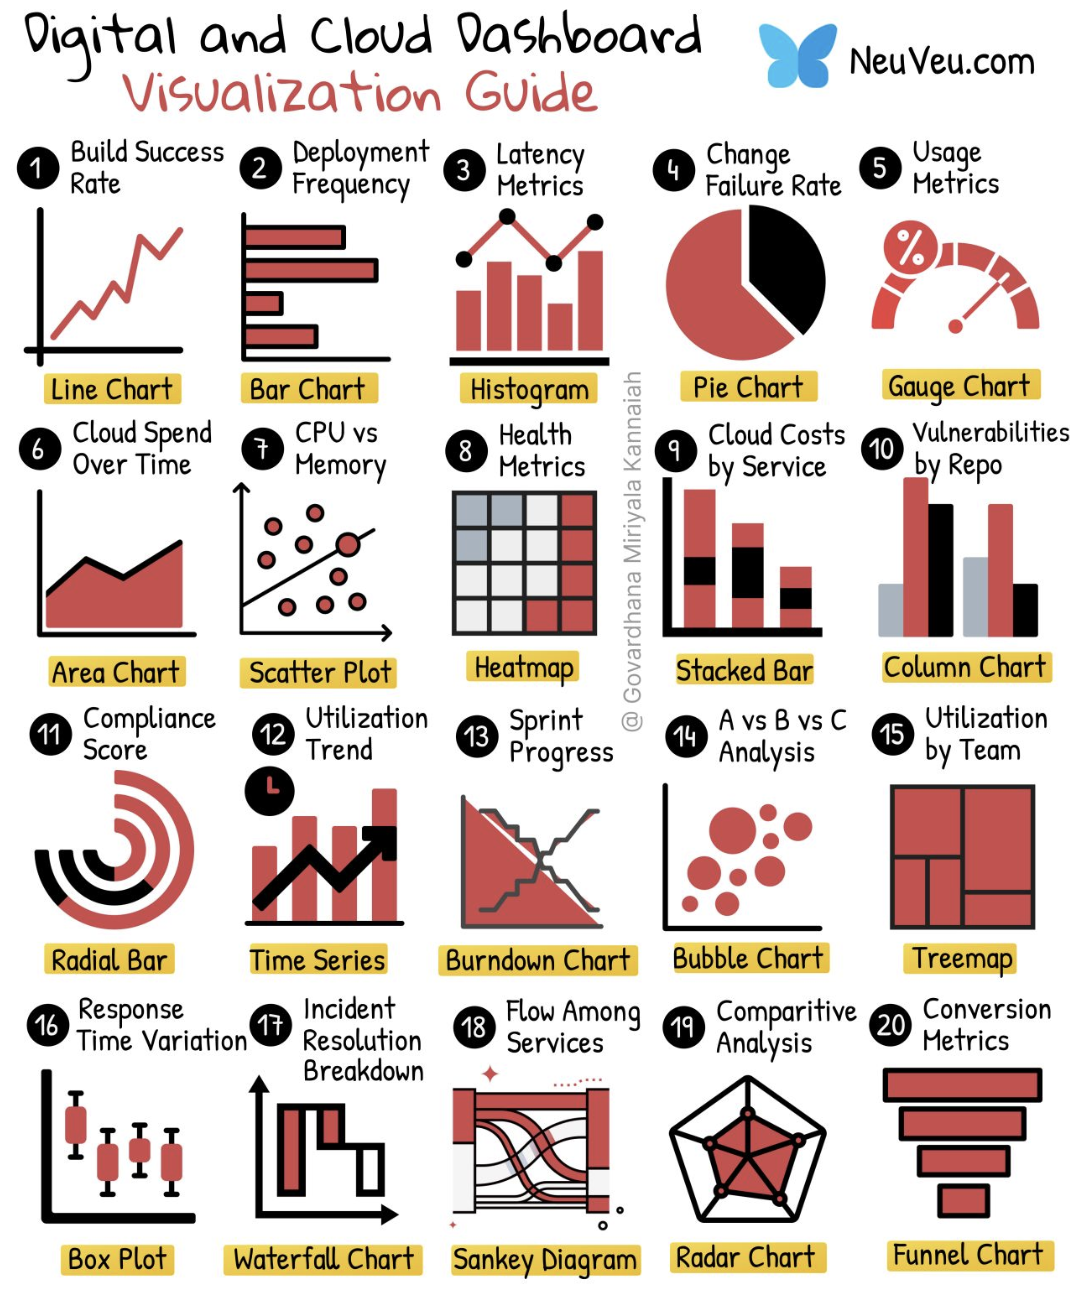 Digital and Cloud Dashboard
Visualization Guide
NeuVeu.com
1 Build Success
Rate
Line Chart
2 Deployment
Frequency
Bar Chart
3 Latency
Metrics
Histogram
4 Change
Failure Rate
Pie Chart
5 Usage
Metrics
%
Gauge Chart
6 Cloud Spend
Over Time
Area Chart
7 CPU vs
Memory
Scatter Plot
8 Health
Metrics
Heatmap
@ Govardhana Miriyala Kannaiah
9 Cloud Costs
by Service
Stacked Bar
10 Vulnerabilities
by Repo
Column Chart
11 Compliance
Score
Radial Bar
12 Utilization
Trend
Time Series
13 Sprint
Progress
Burndown Chart
14 A vs B vs C
Analysis
Bubble Chart
15 Utilization
by Team
Treemap
16 Response
Time Variation
Box Plot
17 Incident
Resolution
Breakdown
Waterfall Chart
18 Flow Among
Services
Sankey Diagram
19 Comparitive
Analysis
Radar Chart
20 Conversion
Metrics
Funnel Chart